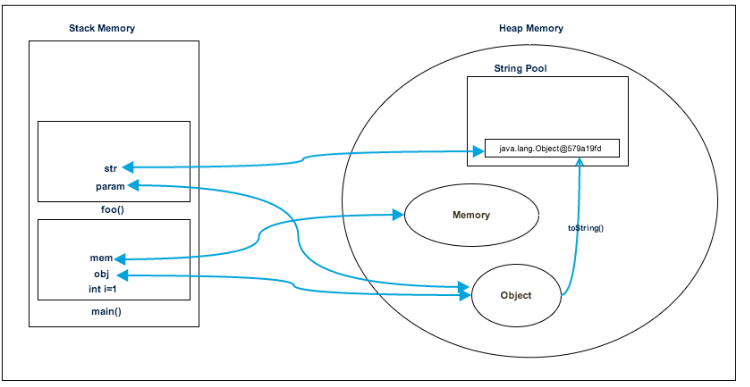 Stack Memory
Heap Memory
String Pool
java.lang.Object@579a19fd
str
param
foo()
Memory
toString()
mem
obj
int i=1
main()
Object